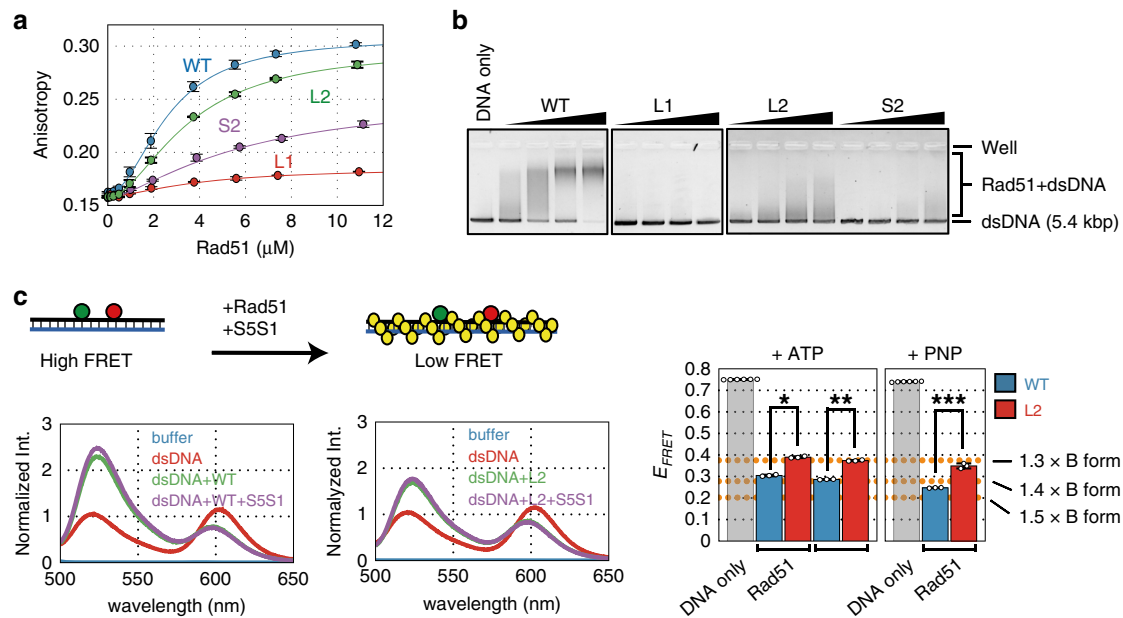 a
0.30
0.25
0.20
0.15
Anisotropy
WT
L2
S2
L1
0 2 4 6 8 10 12
Rad51 (μM)
b
DNA only
WT
L1
L2
S2
Well
Rad51+dsDNA
dsDNA (5.4 kbp)
c
+Rad51
+S5S1
High FRET
Low FRET
3
2
1
0
Normalized Int.
buffer
dsDNA
dsDNA+WT
dsDNA+WT+S5S1
500 550 600 650
wavelength (nm)
3
2
1
0
Normalyzed Int.
buffer
dsDNA
dsDNA+L2
dsDNA+L2+S5S1
500 550 600 650
wavelength (nm)
+ ATP
+ PNP
0.8
0.7
0.6
0.5
0.4
0.3
0.2
0.1
0
EFRET
*
**
***
WT
L2
1.3 × B form
1.4 × B form
1.5 × B form
DNA only
Rad51
DNA only
Rad51